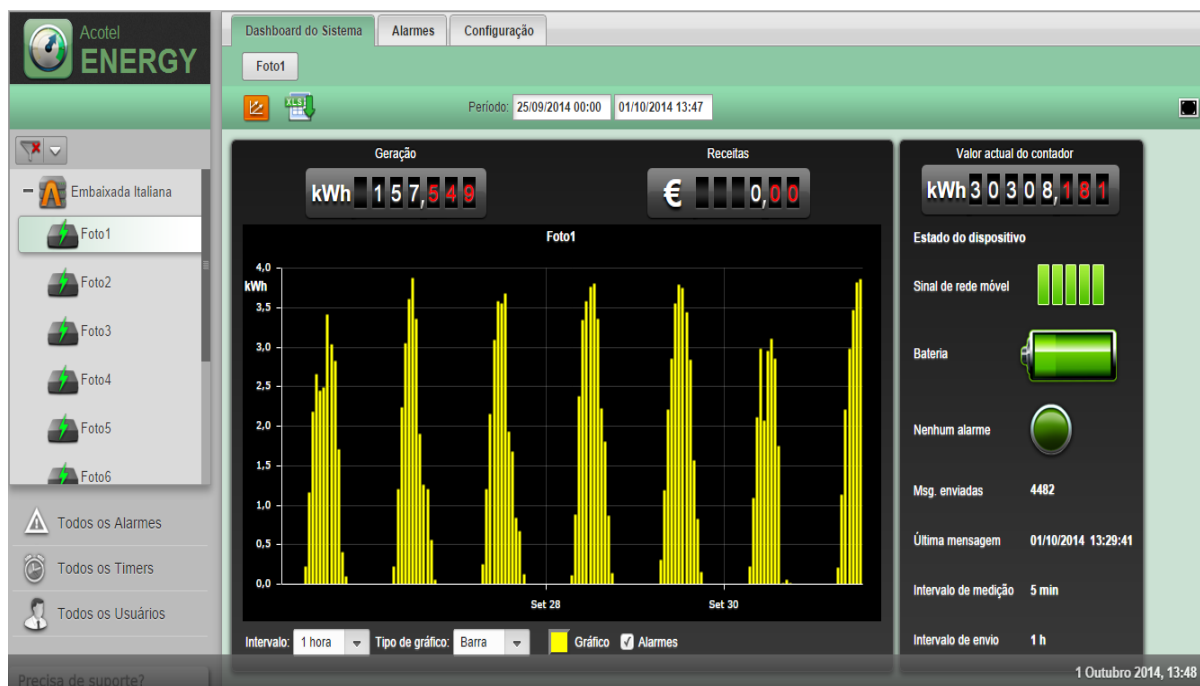 Acotel
ENERGY
Dashboard do Sistema
Alarmes
Configuração
Foto1
XLS
Período: 25/09/2014 00:00 01/10/2014 13:47
Embaixada Italiana
Foto1
Foto2
Foto3
Foto4
Foto5
Foto6
Todos os Alarmes
Todos os Timers
Todos os Usuários
Precisa de suporte?
Geração
kWh 157,549
Receitas
€ 0,00
Foto1
4,0
kWh
3,5
3,0
2,5
2,0
1,5
1,0
0,5
0,0
Set 28
Set 30
Intervalo: 1 hora Tipo de gráfico: Barra Gráfico Alarmes
Valor actual do contador
kWh 30308,181
Estado do dispositivo
Sinal de rede móvel
Bateria
Nenhum alarme
Msg. enviadas 4482
Última mensagem 01/10/2014 13:29:41
Intervalo de medição 5 min
Intervalo de envio 1 h
1 Outubro 2014, 13:48